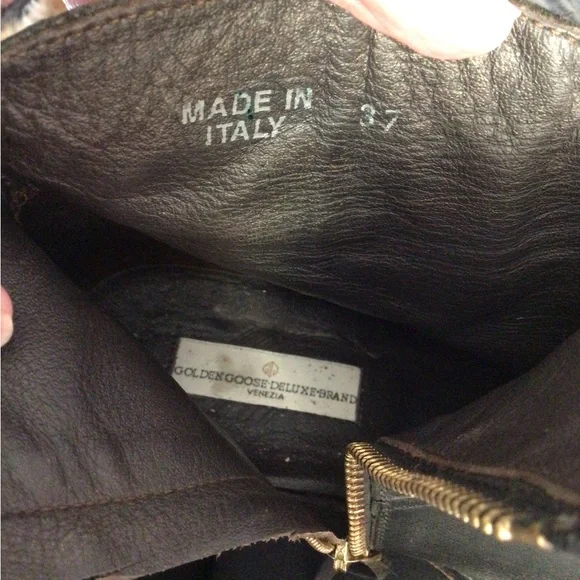 MADE IN
ITALY
37
GOLDEN GOOSE·DELUXE·BRAND
VENEZIA